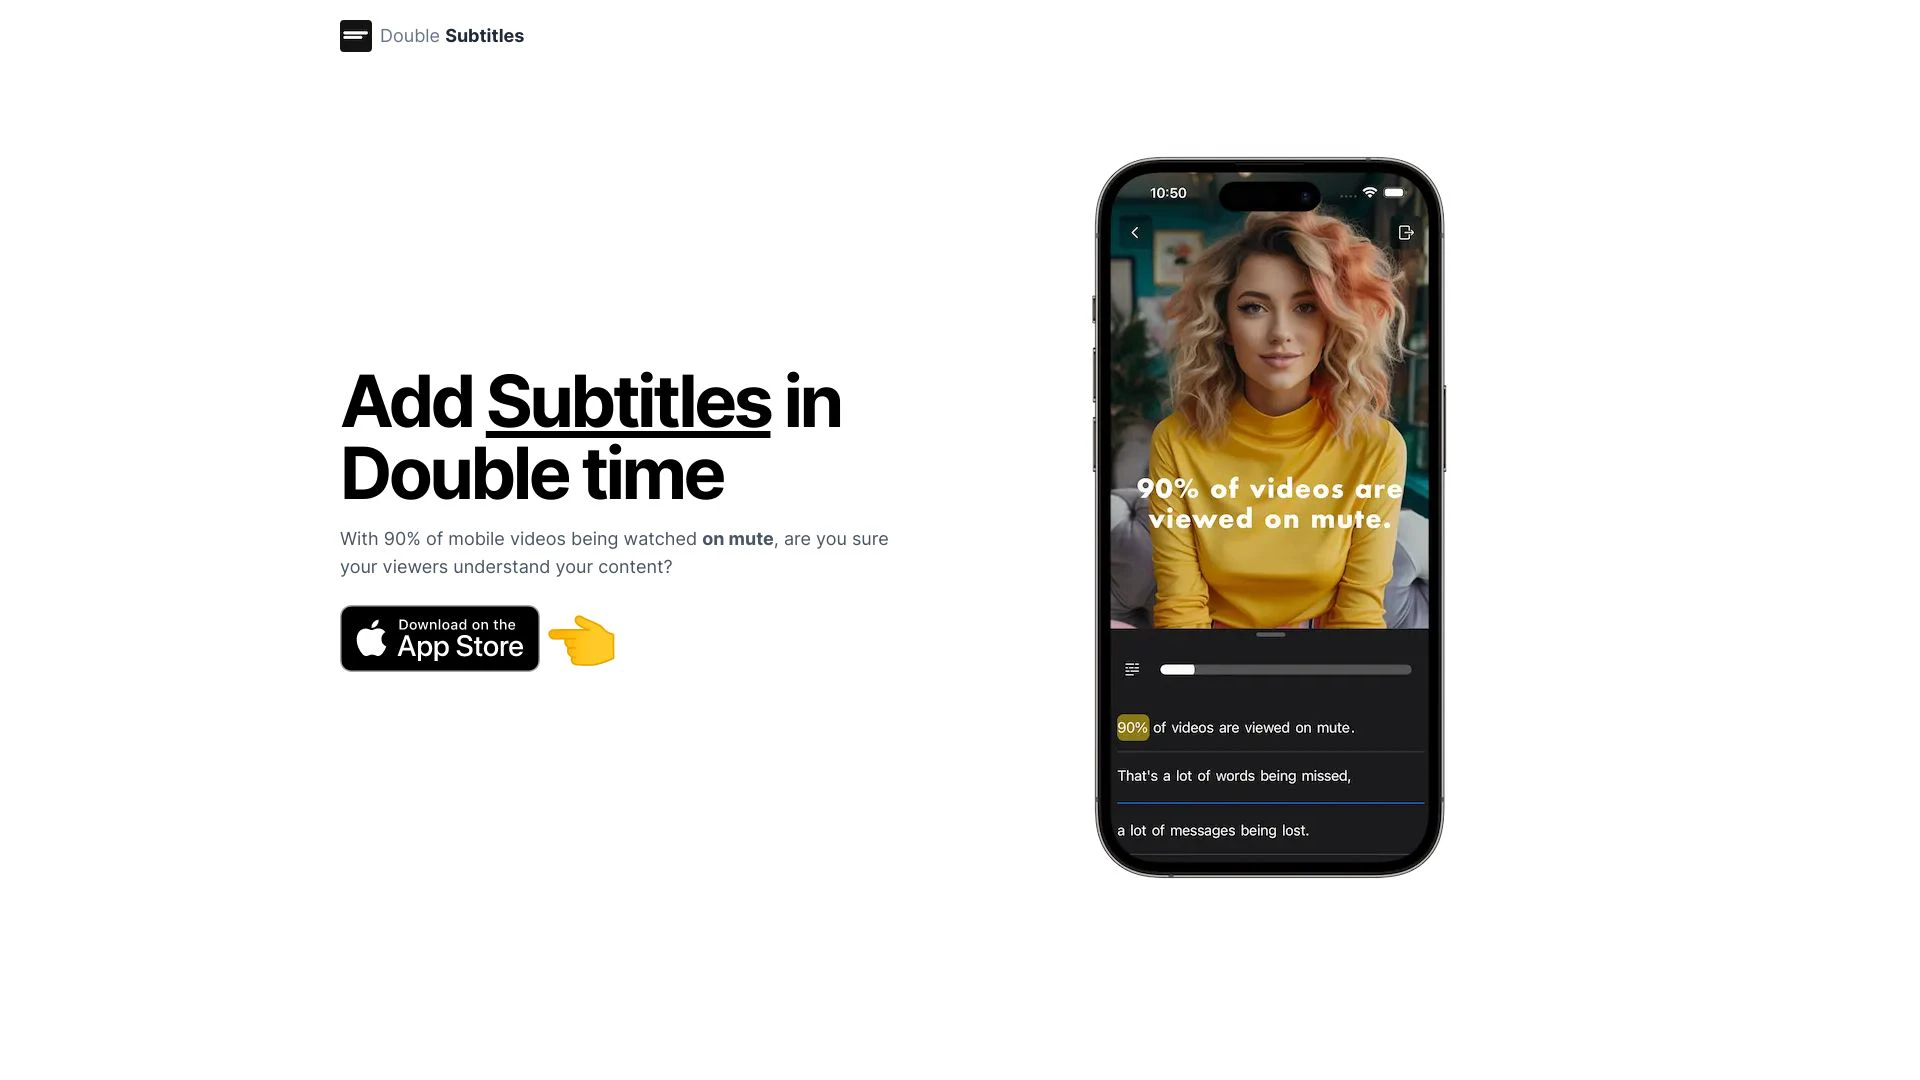 Double Subtitles
Add Subtitles in
Double time
With 90% of mobile videos being watched on mute, are you sure
your viewers understand your content?
Download on the
App Store
10:50
90% of videos are
viewed on mute.
90% of videos are viewed on mute.
That's a lot of words being missed,
a lot of messages being lost.